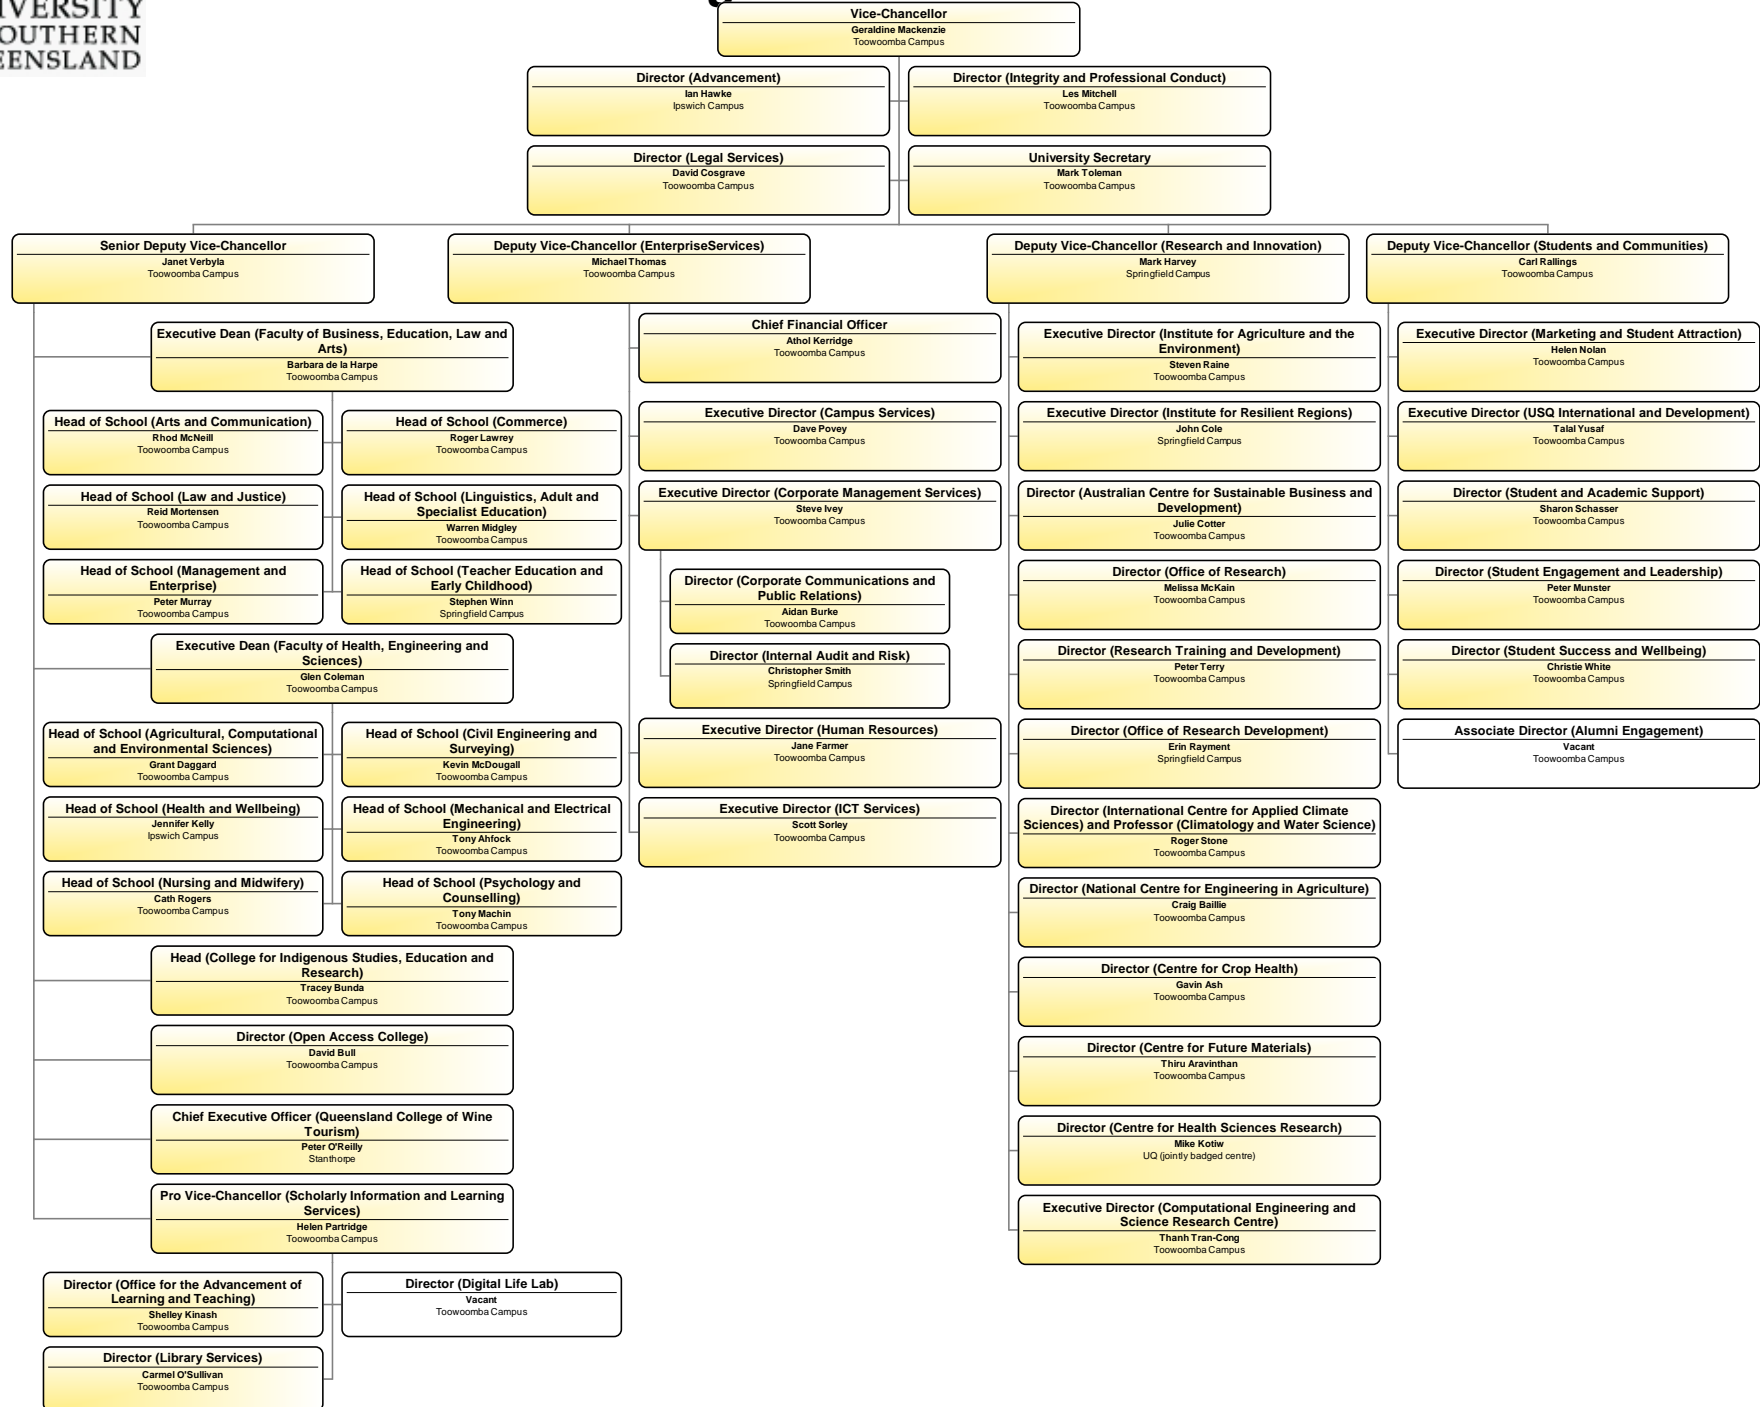 OUTHERN
EENSLAND
Vice-Chancellor
Geraldine Mackenzie
Toowoomba Campus
Director (Advancement)
Ian Hawke
Ipswich Campus
Director (Integrity and Professional Conduct)
Les Mitchell
Toowoomba Campus
Director (Legal Services)
David Cosgrave
Toowoomba Campus
University Secretary
Mark Toleman
Toowoomba Campus
Senior Deputy Vice-Chancellor
Janet Verbyla
Toowoomba Campus
Executive Dean (Faculty of Business, Education, Law and
Arts)
Barbara de la Harpe
Toowoomba Campus
Head of School (Arts and Communication)
Rhod McNeill
Toowoomba Campus
Head of School (Commerce)
Roger Lawrey
Toowoomba Campus
Head of School (Law and Justice)
Reid Mortensen
Toowoomba Campus
Head of School (Linguistics, Adult and
Specialist Education)
Warren Midgley
Toowoomba Campus
Head of School (Management and
Enterprise)
Peter Murray
Toowoomba Campus
Head of School (Teacher Education and
Early Childhood)
Stephen Winn
Springfield Campus
Executive Dean (Faculty of Health, Engineering and
Sciences)
Glen Coleman
Toowoomba Campus
Head of School (Agricultural, Computational
and Environmental Sciences)
Grant Daggard
Toowoomba Campus
Head of School (Civil Engineering and
Surveying)
Kevin McDougall
Toowoomba Campus
Head of School (Health and Wellbeing)
Jennifer Kelly
Ipswich Campus
Head of School (Mechanical and Electrical
Engineering)
Tony Ahfock
Toowoomba Campus
Head of School (Nursing and Midwifery)
Cath Rogers
Toowoomba Campus
Head of School (Psychology and
Counselling)
Tony Machin
Toowoomba Campus
Head (College for Indigenous Studies, Education and
Research)
Tracey Bunda
Toowoomba Campus
Director (Open Access College)
David Bull
Toowoomba Campus
Chief Executive Officer (Queensland College of Wine
Tourism)
Peter O'Reilly
Stanthorpe
Pro Vice-Chancellor (Scholarly Information and Learning
Services)
Helen Partridge
Toowoomba Campus
Director (Office for the Advancement of
Learning and Teaching)
Shelley Kinash
Toowoomba Campus
Director (Digital Life Lab)
Vacant
Toowoomba Campus
Director (Library Services)
Carmel O'Sullivan
Toowoomba Campus
Deputy Vice-Chancellor (EnterpriseServices)
Michael Thomas
Toowoomba Campus
Chief Financial Officer
Athol Kerridge
Toowoomba Campus
Executive Director (Campus Services)
Dave Povey
Toowoomba Campus
Executive Director (Corporate Management Services)
Steve Ivey
Toowoomba Campus
Director (Corporate Communications and
Public Relations)
Aidan Burke
Toowoomba Campus
Director (Internal Audit and Risk)
Christopher Smith
Springfield Campus
Executive Director (Human Resources)
Jane Farmer
Toowoomba Campus
Executive Director (ICT Services)
Scott Sorley
Toowoomba Campus
Deputy Vice-Chancellor (Research and Innovation)
Mark Harvey
Springfield Campus
Executive Director (Institute for Agriculture and the
Environment)
Steven Raine
Toowoomba Campus
Executive Director (Institute for Resilient Regions)
John Cole
Springfield Campus
Director (Australian Centre for Sustainable Business and
Development)
Julie Cotter
Toowoomba Campus
Director (Office of Research)
Melissa McKain
Toowoomba Campus
Director (Research Training and Development)
Peter Terry
Toowoomba Campus
Director (Office of Research Development)
Erin Rayment
Springfield Campus
Director (International Centre for Applied Climate
Sciences) and Professor (Climatology and Water Science)
Roger Stone
Toowoomba Campus
Director (National Centre for Engineering in Agriculture)
Craig Baillie
Toowoomba Campus
Director (Centre for Crop Health)
Gavin Ash
Toowoomba Campus
Director (Centre for Future Materials)
Thiru Aravinthan
Toowoomba Campus
Director (Centre for Health Sciences Research)
Mike Kotiw
UQ (jointly badged centre)
Executive Director (Computational Engineering and
Science Research Centre)
Thanh Tran-Cong
Toowoomba Campus
Deputy Vice-Chancellor (Students and Communities)
Carl Rallings
Toowoomba Campus
Executive Director (Marketing and Student Attraction)
Helen Nolan
Toowoomba Campus
Executive Director (USQ International and Development)
Talal Yusaf
Toowoomba Campus
Director (Student and Academic Support)
Sharon Schasser
Toowoomba Campus
Director (Student Engagement and Leadership)
Peter Munster
Toowoomba Campus
Director (Student Success and Wellbeing)
Christie White
Toowoomba Campus
Associate Director (Alumni Engagement)
Vacant
Toowoomba Campus